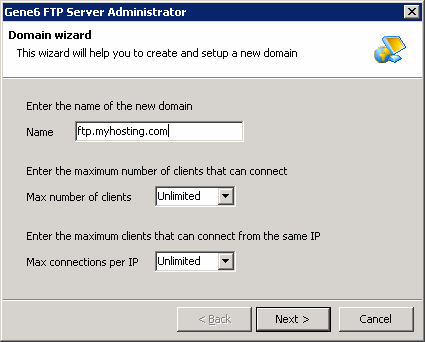 Gene6 FTP Server Administrator
Domain wizard
This wizard will help you to create and setup a new domain
Enter the name of the new domain
Name ftp.myhosting.com
Enter the maximum number of clients that can connect
Max number of clients Unlimited
Enter the maximum clients that can connect from the same IP
Max connections per IP Unlimited
< Back Next > Cancel